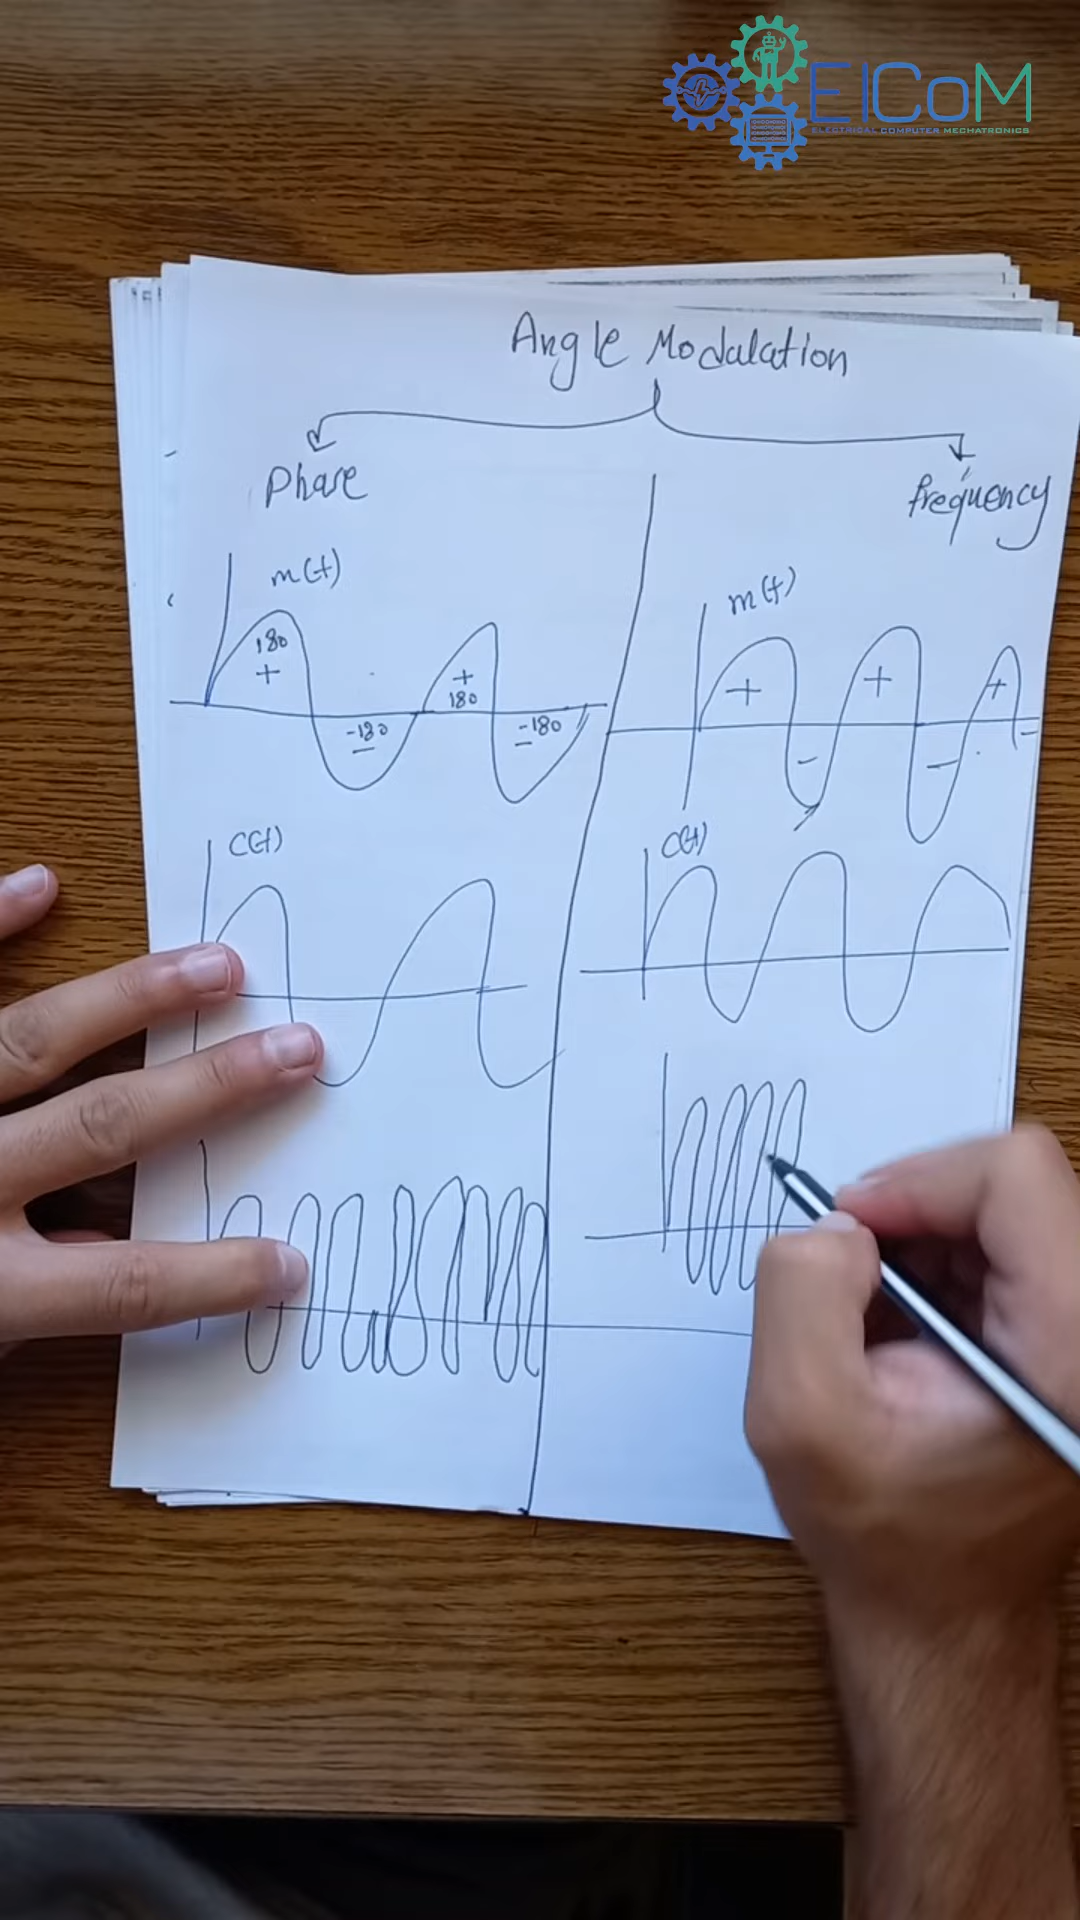 EICoM
ELECTRICAL COMPUTER MECHATRONICS
Angle Modulation
Phase
frequency
m(t)
180
+
-180
+
180
-180
m(t)
+
-
+
-
+
-
C(t)
C(t)